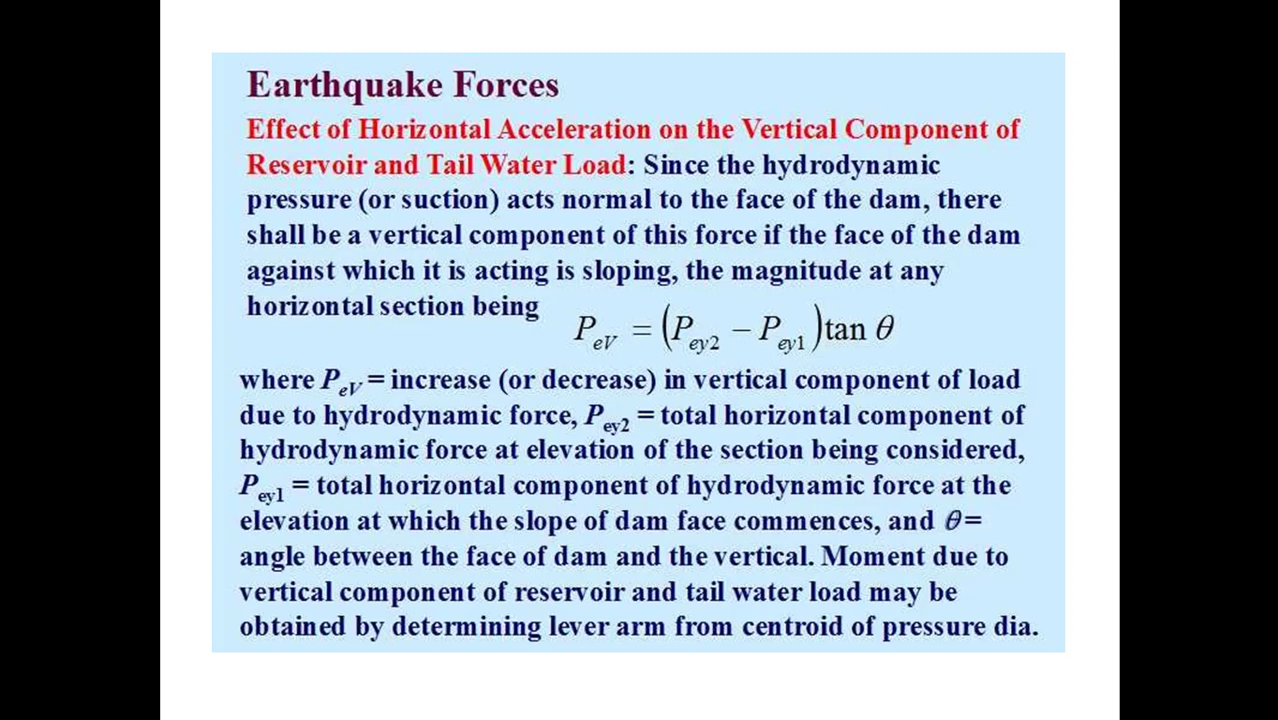 Earthquake Forces
Effect of Horizontal Acceleration on the Vertical Component of
Reservoir and Tail Water Load: Since the hydrodynamic
pressure (or suction) acts normal to the face of the dam, there
shall be a vertical component of this force if the face of the dam
against which it is acting is sloping, the magnitude at any
horizontal section being
P_eV = (P_ey2 − P_ey1) tan θ
where P_eV = increase (or decrease) in vertical component of load
due to hydrodynamic force, P_ey2 = total horizontal component of
hydrodynamic force at elevation of the section being considered,
P_ey1 = total horizontal component of hydrodynamic force at the
elevation at which the slope of dam face commences, and θ =
angle between the face of dam and the vertical. Moment due to
vertical component of reservoir and tail water load may be
obtained by determining lever arm from centroid of pressure dia.